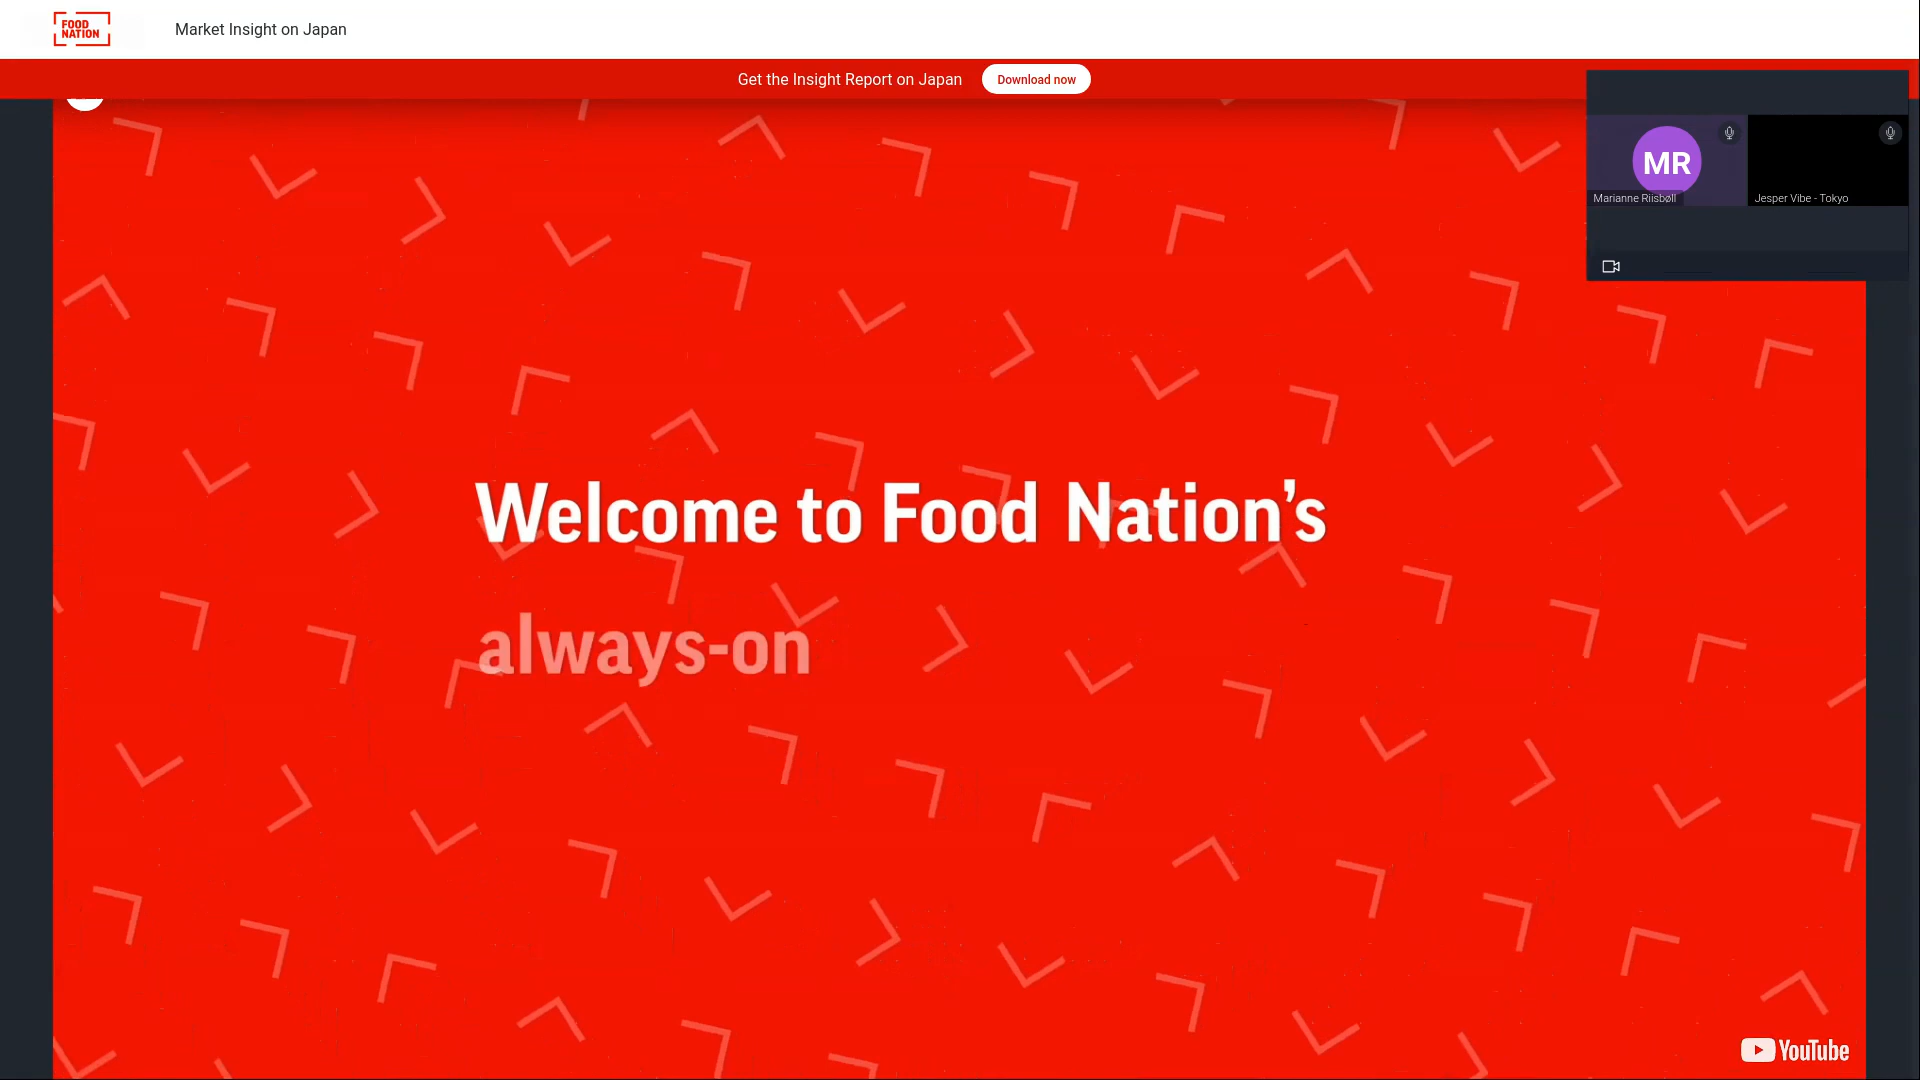 FOOD
NATION
Market Insight on Japan
Get the Insight Report on Japan
Download now
MR
Marianne Riisbøll
Jesper Vibe - Tokyo
Welcome to Food Nation’s
always-on
YouTube